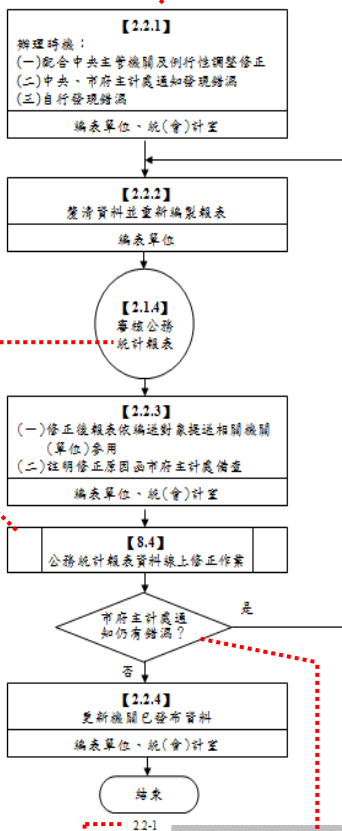 【2.2.1】
辦理時機：
(一)配合中央主管機關及例行性調整修正
(二)中央、市府主計處通知發現錯漏
(三)自行發現錯漏
編表單位、統(會)計室
【2.2.2】
釐清資料並重新編製報表
編表單位
【2.1.4】
審核公務
統計報表
【2.2.3】
(一)修正後報表依編送對象提送相關機關
(單位)參用
(二)註明修正原因函市府主計處備查
編表單位、統(會)計室
【8.4】
公務統計報表資料線上修正作業
市府主計處通
知仍有錯漏？
是
否
【2.2.4】
更新機關已發布資料
編表單位、統(會)計室
結束
2.2-1